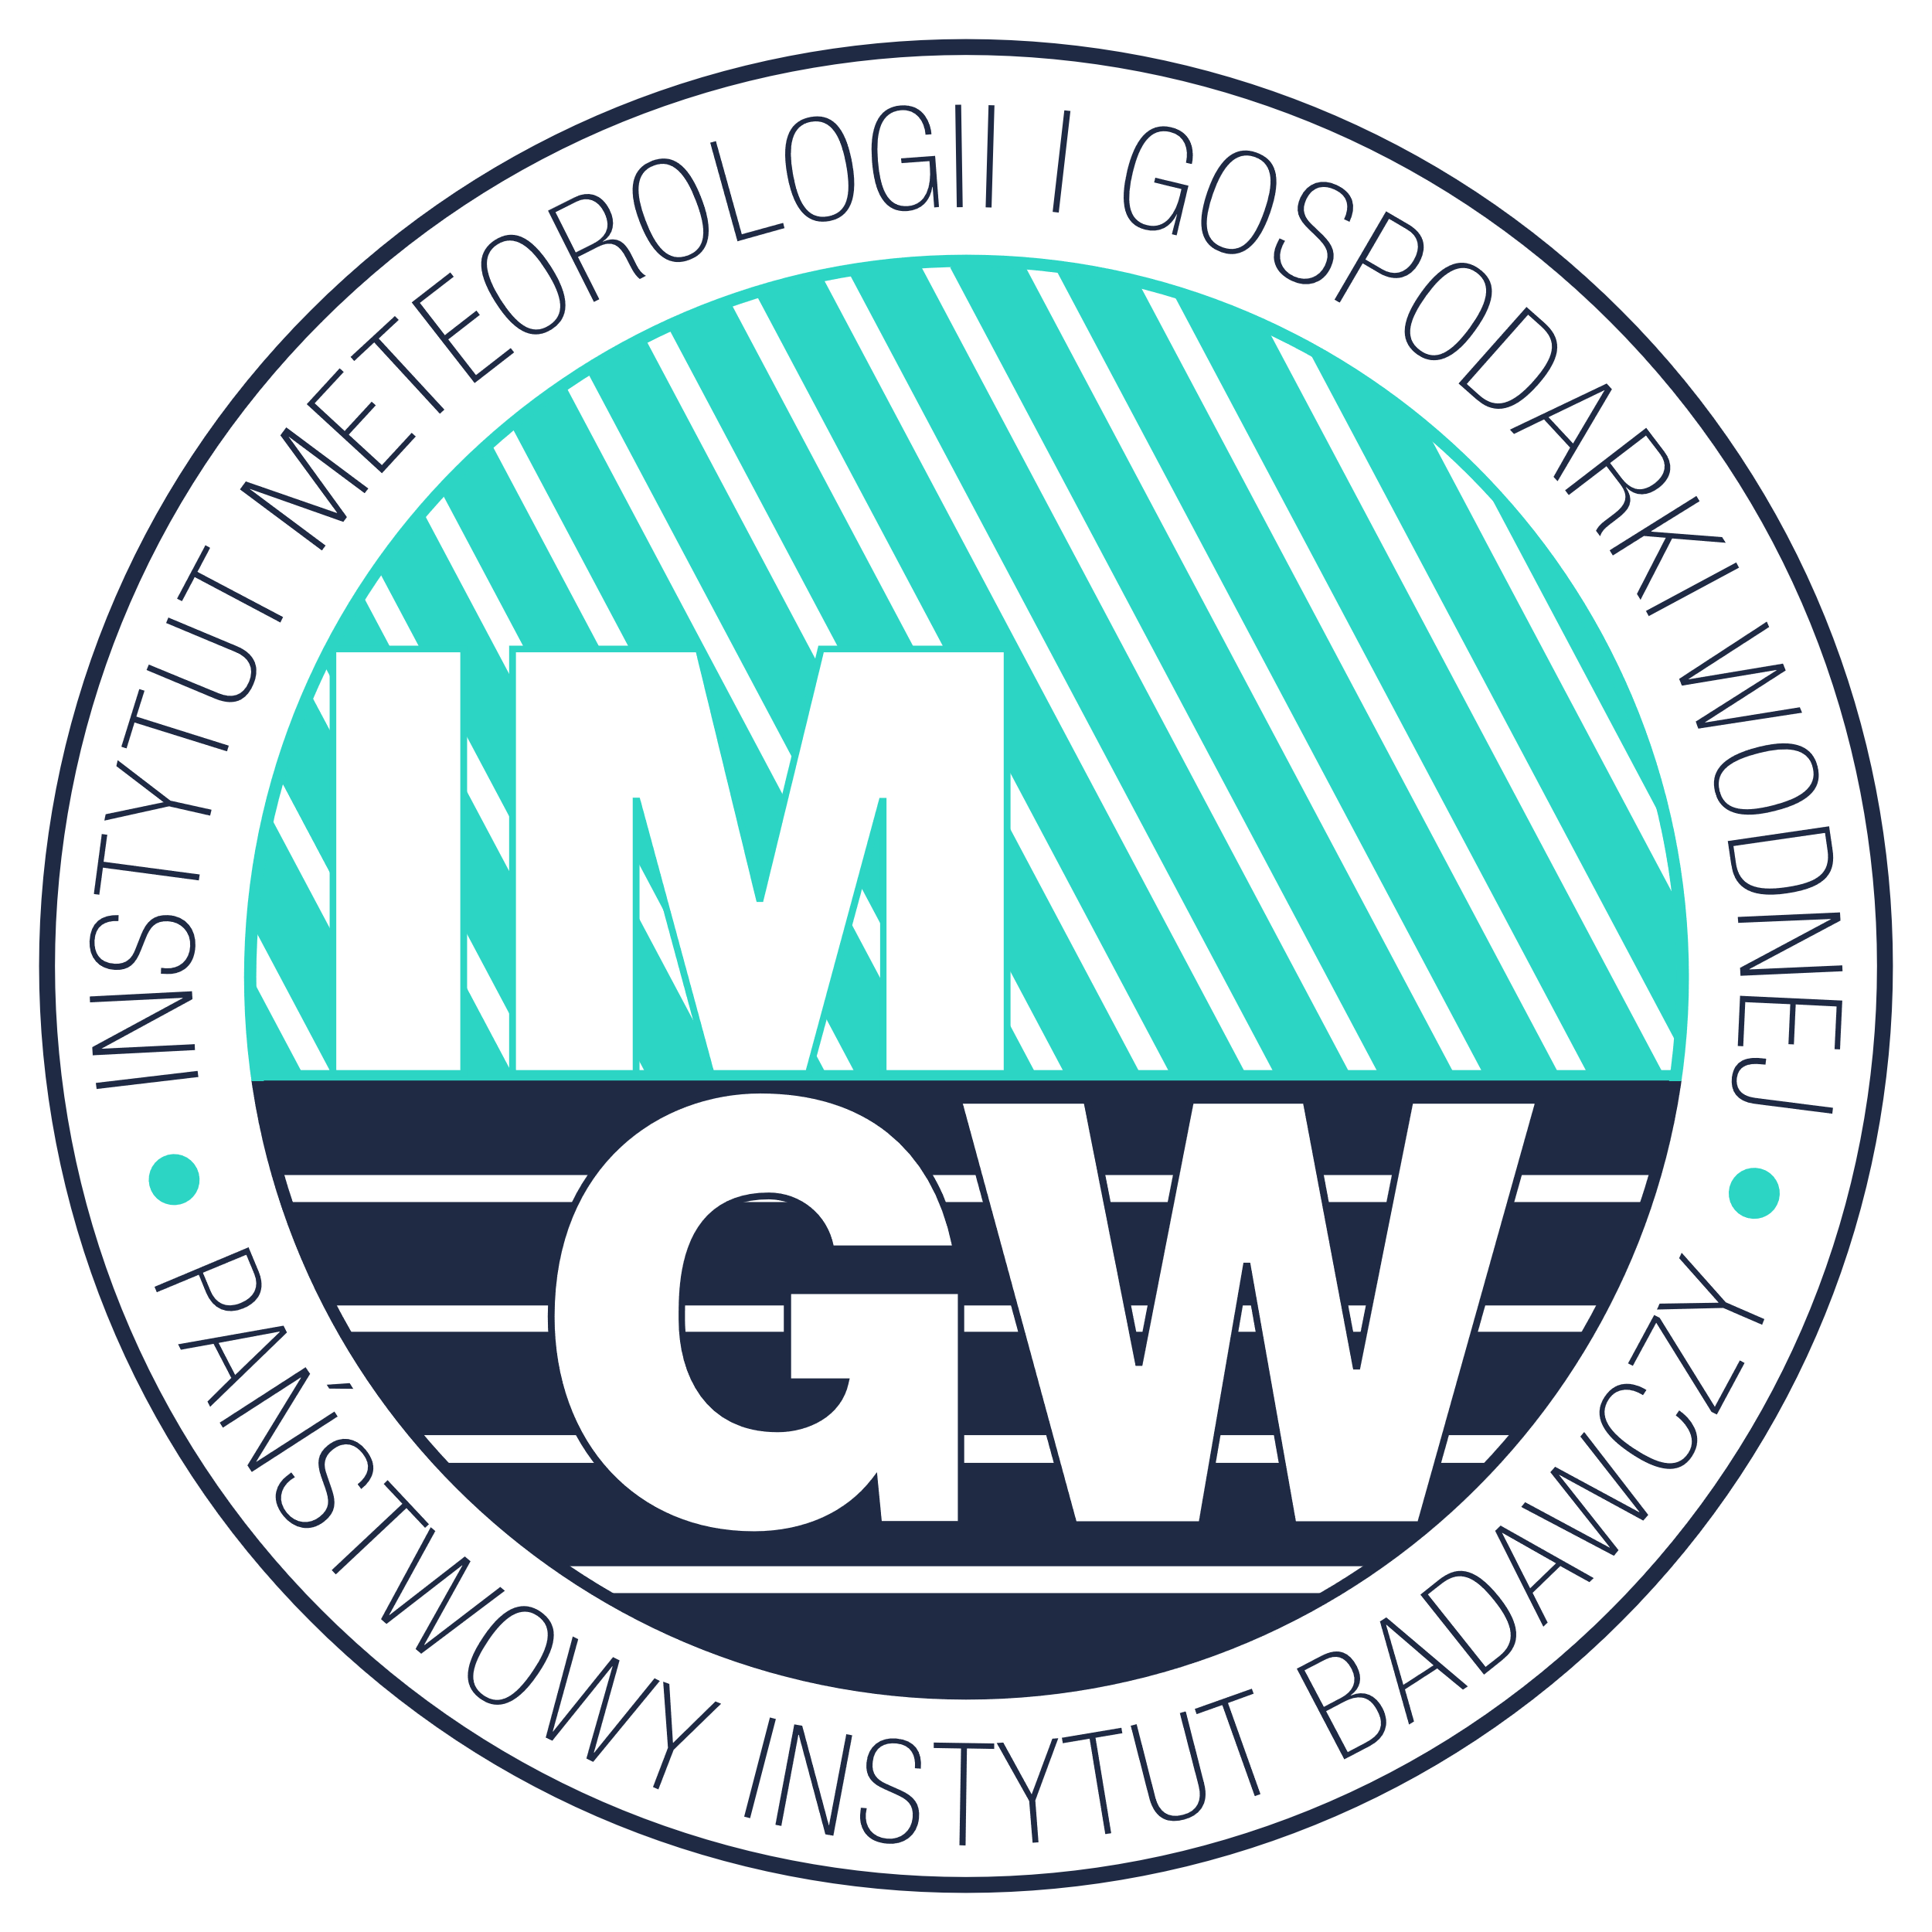 INSTYTUT METEOROLOGII I GOSPODARKI WODNEJ
IM
GW
PAŃSTWOWY INSTYTUT BADAWCZY